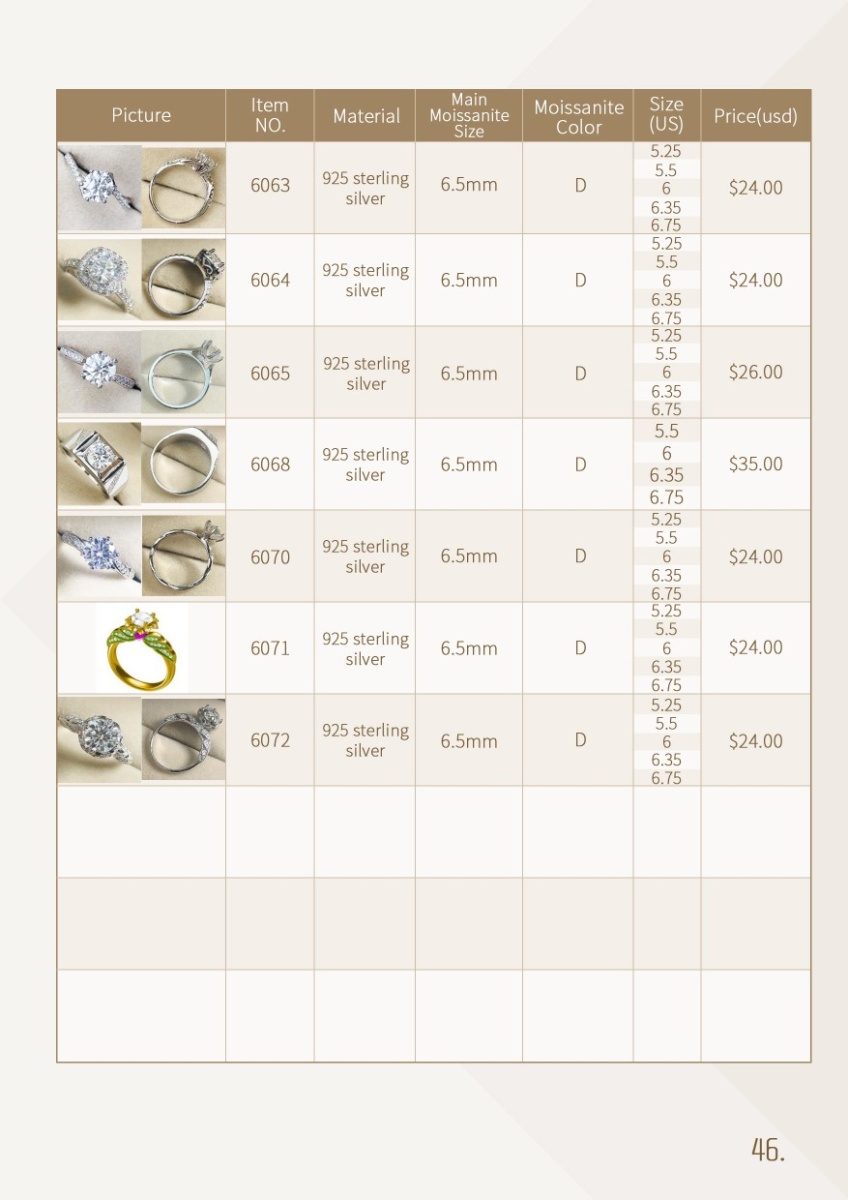 Picture
Item
NO.
Material
Main
Moissanite
Size
Moissanite
Color
Size
(US)
Price(usd)
6063
925 sterling
silver
6.5mm
D
5.25
5.5
6
6.35
6.75
$24.00
6064
925 sterling
silver
6.5mm
D
5.25
5.5
6
6.35
6.75
$24.00
6065
925 sterling
silver
6.5mm
D
5.25
5.5
6
6.35
6.75
$26.00
6068
925 sterling
silver
6.5mm
D
5.5
6
6.35
6.75
$35.00
6070
925 sterling
silver
6.5mm
D
5.25
5.5
6
6.35
6.75
$24.00
6071
925 sterling
silver
6.5mm
D
5.25
5.5
6
6.35
6.75
$24.00
6072
925 sterling
silver
6.5mm
D
5.25
5.5
6
6.35
6.75
$24.00
46.